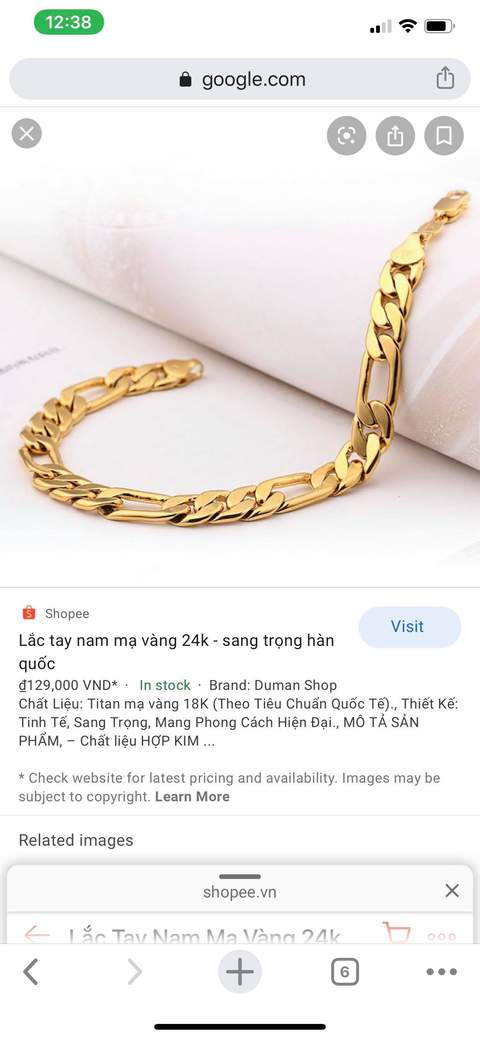 12:38
google.com
Shopee
Visit
Lắc tay nam mạ vàng 24k - sang trọng hàn
quốc
₫129,000 VND* · In stock · Brand: Duman Shop
Chất Liệu: Titan mạ vàng 18K (Theo Tiêu Chuẩn Quốc Tế)., Thiết Kế:
Tinh Tế, Sang Trọng, Mang Phong Cách Hiện Đại., MÔ TẢ SẢN
PHẨM, – Chất liệu HỢP KIM ...
* Check website for latest pricing and availability. Images may be
subject to copyright. Learn More
Related images
shopee.vn
Lắc Tay Nam Mạ Vàng 24k
6